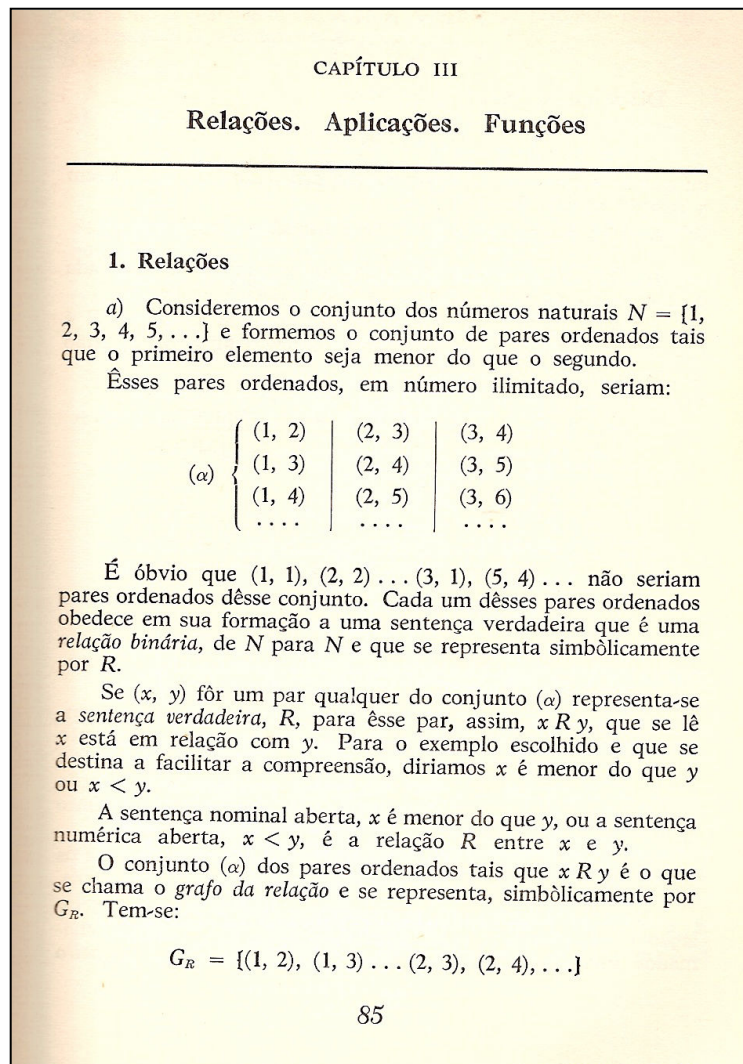 CAPÍTULO III
Relações. Aplicações. Funções
1. Relações
a) Consideremos o conjunto dos números naturais N = {1,
2, 3, 4, 5, ...} e formemos o conjunto de pares ordenados tais
que o primeiro elemento seja menor do que o segundo.
Êsses pares ordenados, em número ilimitado, seriam:
(1, 2) | (2, 3) | (3, 4)
(α) { (1, 3) | (2, 4) | (3, 5)
(1, 4) | (2, 5) | (3, 6)
.... | .... | ....
É óbvio que (1, 1), (2, 2) ... (3, 1), (5, 4) ... não seriam
pares ordenados dêsse conjunto. Cada um dêsses pares ordenados
obedece em sua formação a uma sentença verdadeira que é uma
relação binária, de N para N e que se representa simbòlicamente
por R.
Se (x, y) fôr um par qualquer do conjunto (α) representa-se
a sentença verdadeira, R, para êsse par, assim, x R y, que se lê
x está em relação com y. Para o exemplo escolhido e que se
destina a facilitar a compreensão, diriamos x é menor do que y
ou x < y.
A sentença nominal aberta, x é menor do que y, ou a sentença
numérica aberta, x < y, é a relação R entre x e y.
O conjunto (α) dos pares ordenados tais que x R y é o que
se chama o grafo da relação e se representa, simbòlicamente por
G_R. Tem-se:
G_R = {(1, 2), (1, 3) ... (2, 3), (2, 4), ...}
85